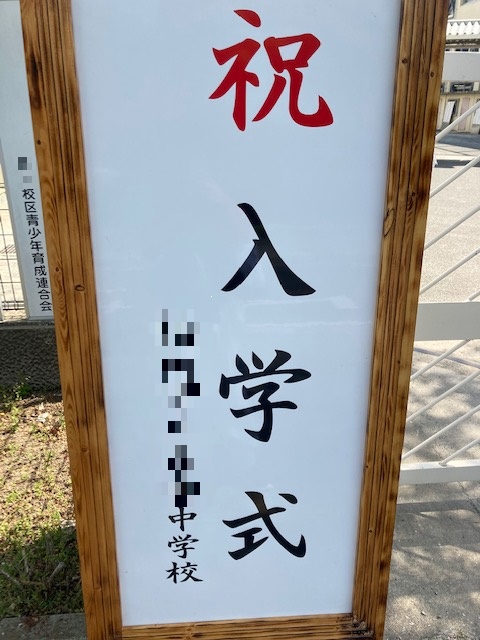 祝 入学式
中学校
校区青少年育成連合会